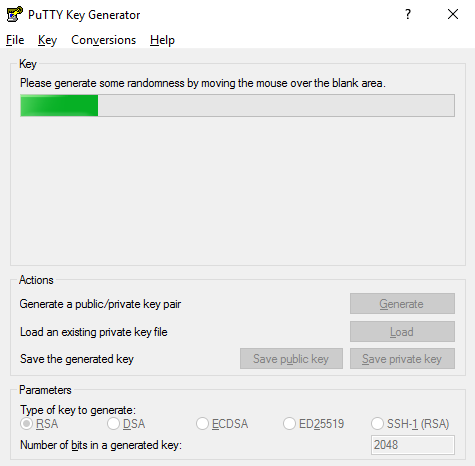 PuTTY Key Generator
File Key Conversions Help
Key
Please generate some randomness by moving the mouse over the blank area.
Actions
Generate a public/private key pair
Generate
Load an existing private key file
Load
Save the generated key
Save public key
Save private key
Parameters
Type of key to generate:
RSA DSA ECDSA ED25519 SSH-1 (RSA)
Number of bits in a generated key:
2048